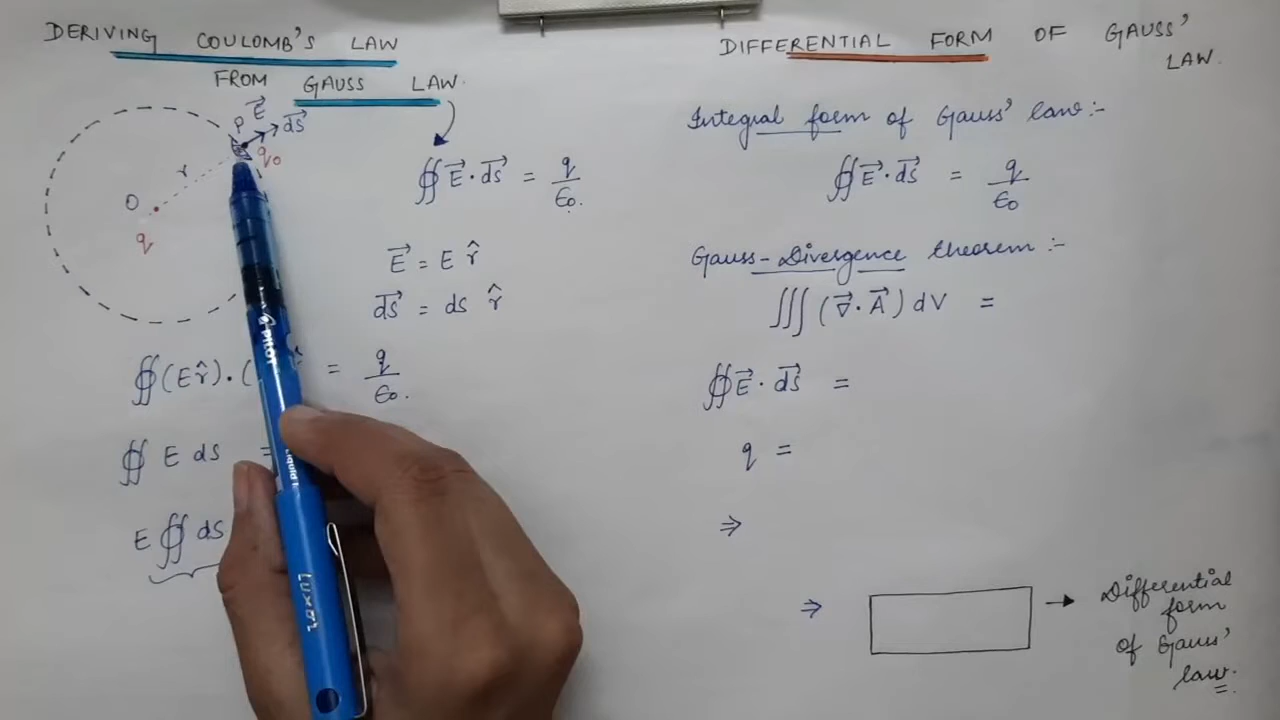 DERIVING COULOMB'S LAW
FROM GAUSS LAW.
P E⃗
dS⃗
q₀
r
O
q
∯ E⃗ · dS⃗ = q/ε₀.
E⃗ = E r̂
dS⃗ = dS r̂
∯ (E r̂) · ( = q/ε₀.
∯ E dS =
E ∯ dS
PILOT
DIFFERENTIAL FORM OF GAUSS' LAW.
Integral form of Gauss' law :-
∯ E⃗ · dS⃗ = q/ε₀
Gauss-Divergence theorem :-
∭ (∇⃗ · A⃗) dV =
∯ E⃗ · dS⃗ =
q =
⇒
⇒ → Differential
form
of Gauss'
law.